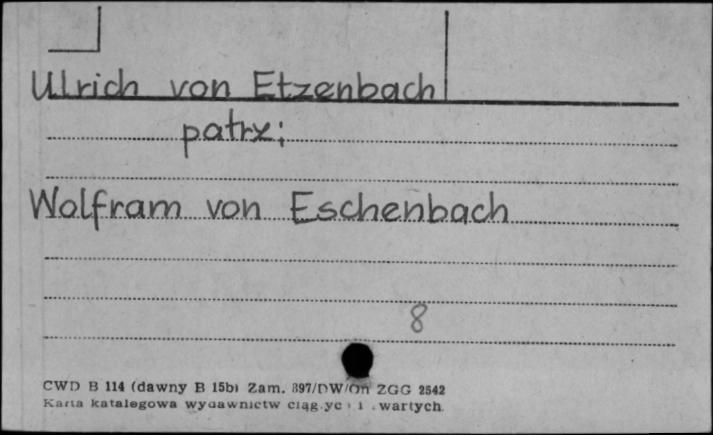 Ulrich von Etzenbach
patrz:
Wolfram von Eschenbach
8
CWD B 114 (dawny B 15b) Zam. 897/DW/On ZGG 2542
Karta katalogowa wydawnictw ciąg yc i wartych.